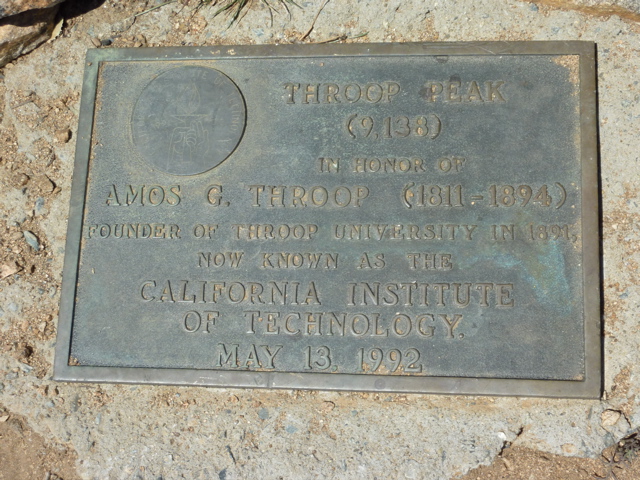 THROOP PEAK
(9,138)
IN HONOR OF
AMOS G. THROOP (1811-1894)
FOUNDER OF THROOP UNIVERSITY IN 1891,
NOW KNOWN AS THE
CALIFORNIA INSTITUTE
OF TECHNOLOGY.
MAY 13, 1992